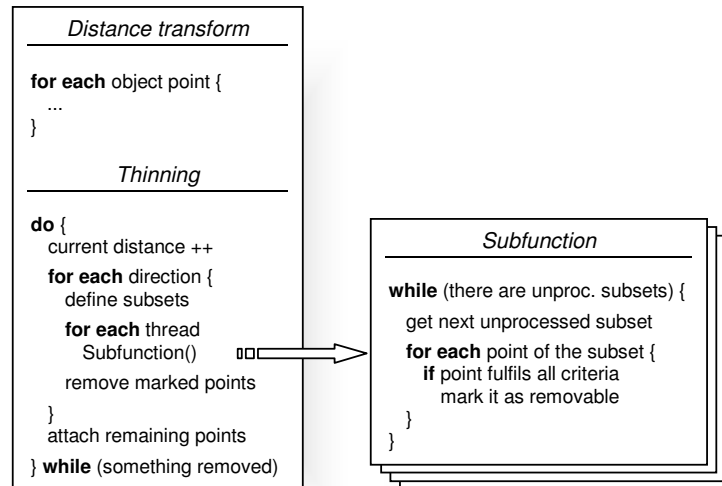 Distance transform
for each object point {
...
}
Thinning
do {
current distance ++
for each direction {
define subsets
for each thread
Subfunction()
remove marked points
}
attach remaining points
} while (something removed)
Subfunction
while (there are unproc. subsets) {
get next unprocessed subset
for each point of the subset {
if point fulfils all criteria
mark it as removable
}
}